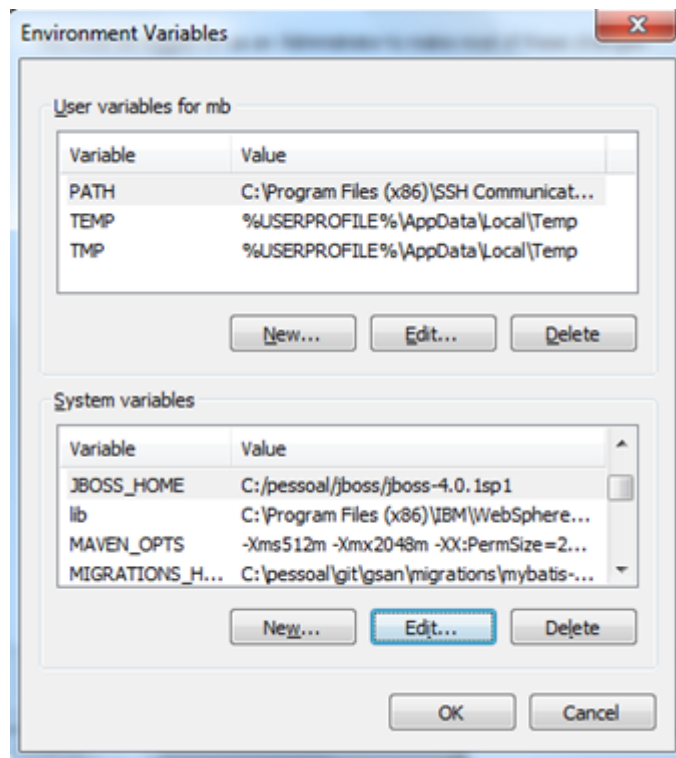 Environment Variables
User variables for mb
Variable Value
PATH C:\Program Files (x86)\SSH Communicat...
TEMP %USERPROFILE%\AppData\Local\Temp
TMP %USERPROFILE%\AppData\Local\Temp
New... Edit... Delete
System variables
Variable Value
JBOSS_HOME C:/pessoal/jboss/jboss-4.0.1sp1
lib C:\Program Files (x86)\IBM\WebSphere...
MAVEN_OPTS -Xms512m -Xmx2048m -XX:PermSize=2...
MIGRATIONS_H... C:\pessoal\git\gsan\migrations\mybatis-...
New... Edit... Delete
OK Cancel